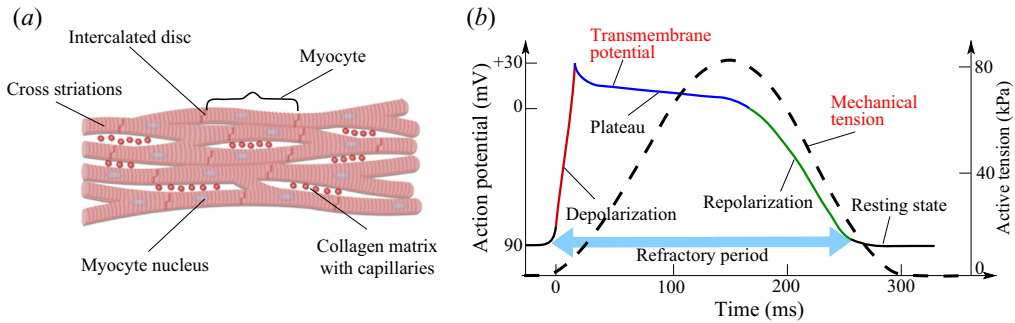 (a)
Intercalated disc
Myocyte
Cross striations
Myocyte nucleus
Collagen matrix
with capillaries
(b)
Action potential (mV)
+30
0
90
Transmembrane
potential
Plateau
Mechanical
tension
Depolarization
Repolarization
Resting state
Refractory period
0
100
200
300
Time (ms)
80
40
0
Active tension (kPa)